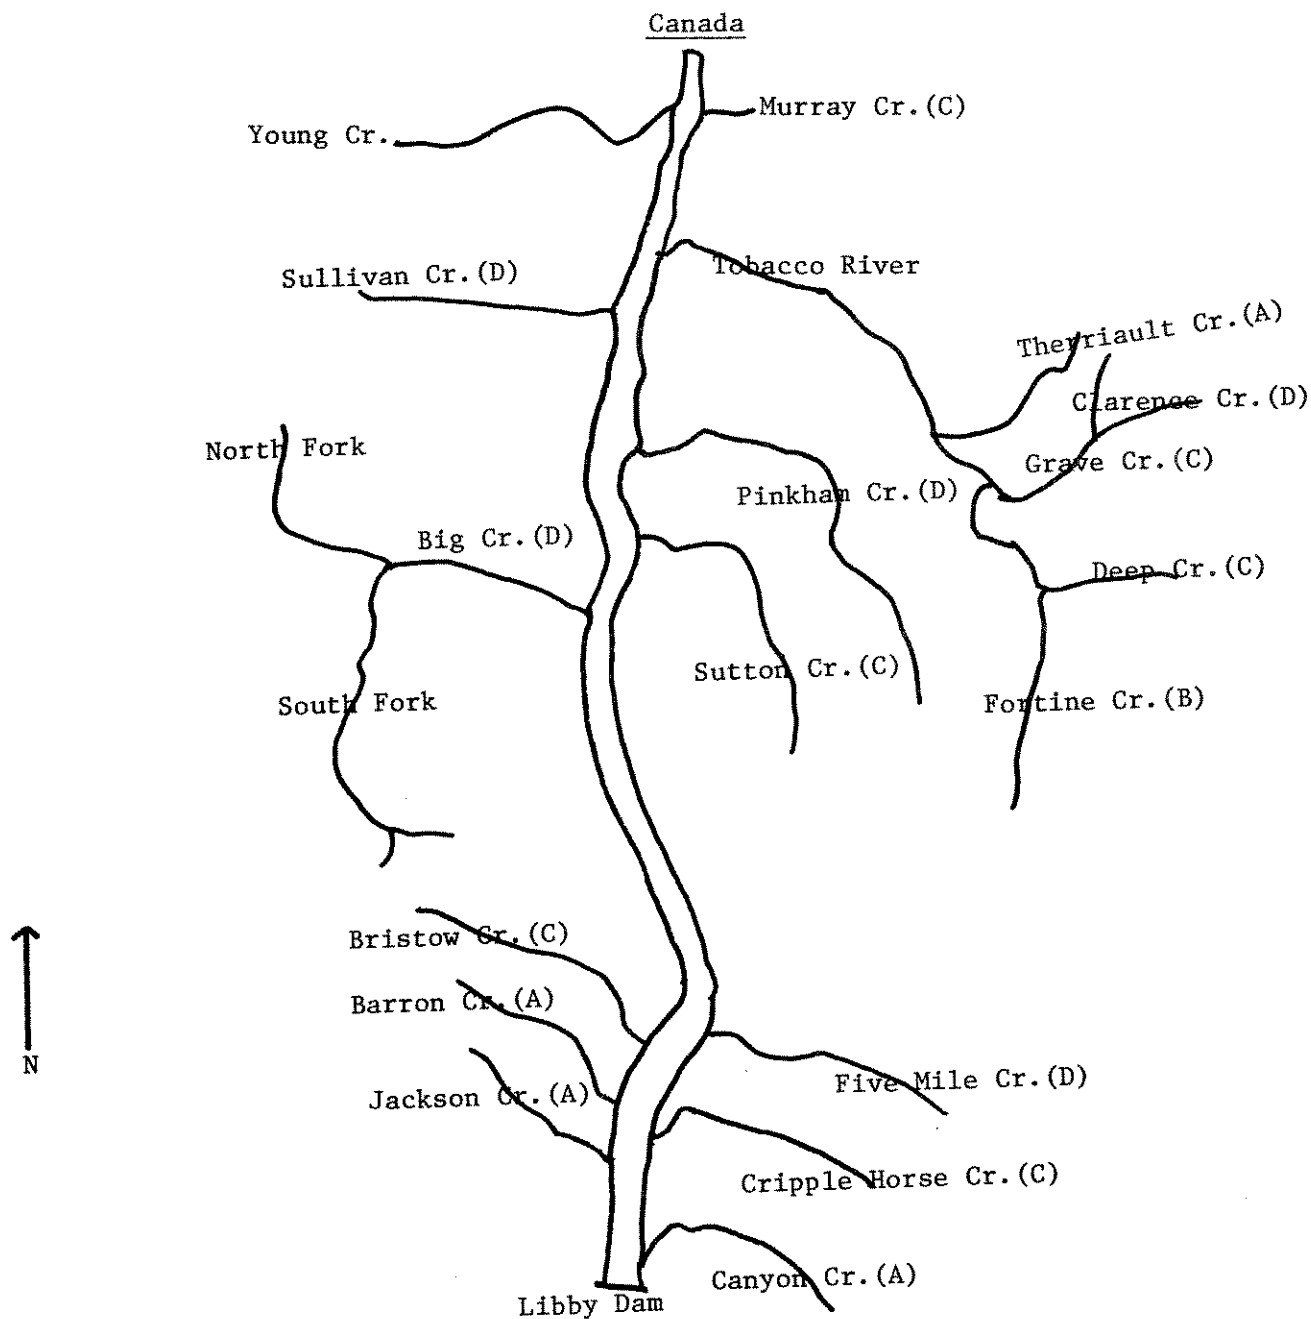 Canada
Murray Cr.(C)
Young Cr.
Tobacco River
Sullivan Cr.(D)
Therriault Cr.(A)
Clarence Cr.(D)
North Fork
Grave Cr.(C)
Pinkham Cr.(D)
Big Cr.(D)
Deep Cr.(C)
Sutton Cr.(C)
South Fork
Fortine Cr.(B)
Bristow Cr.(C)
Barron Cr.(A)
N
Five Mile Cr.(D)
Jackson Cr.(A)
Cripple Horse Cr.(C)
Canyon Cr.(A)
Libby Dam